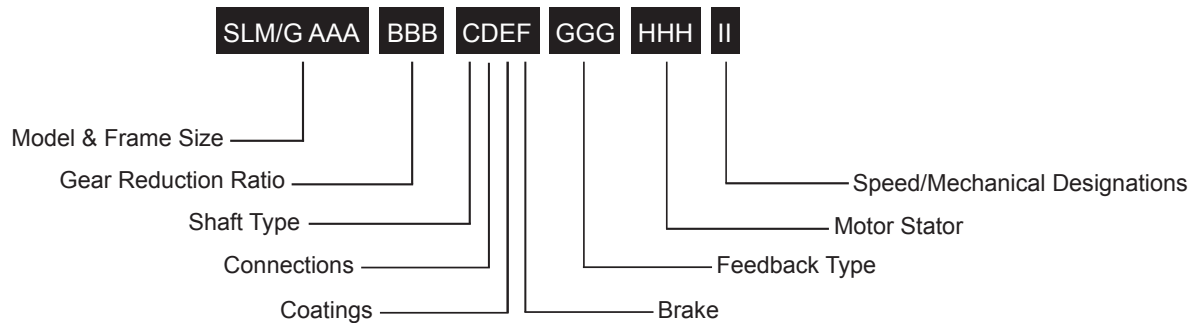 SLM/G AAA BBB CDEF GGG HHH II
Model & Frame Size
Gear Reduction Ratio
Speed/Mechanical Designations
Shaft Type
Motor Stator
Connections
Feedback Type
Coatings
Brake